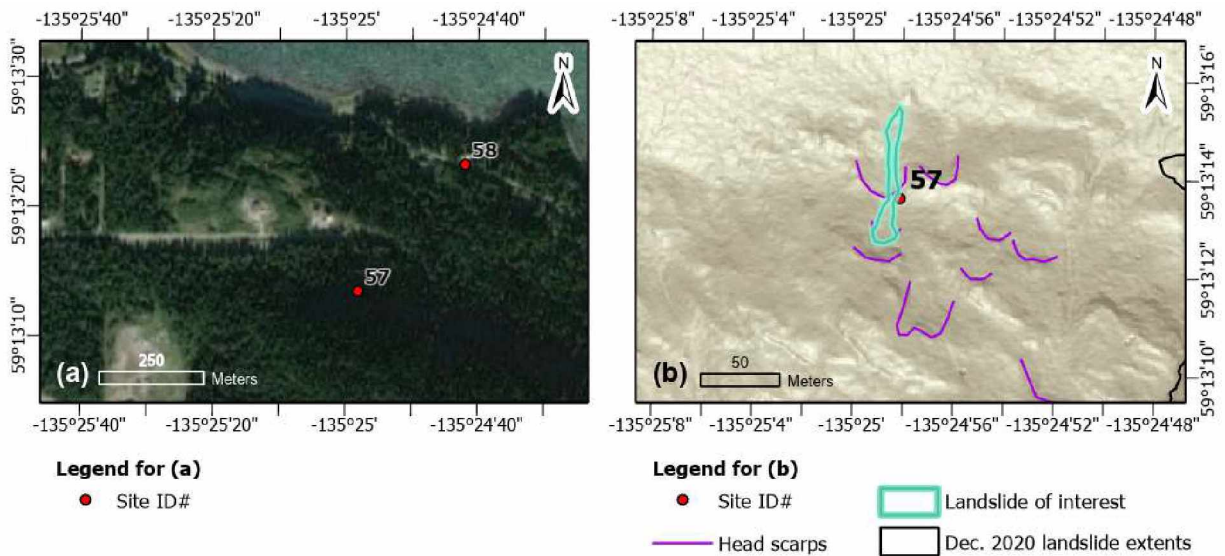 -135°25'40" -135°25'20" -135°25' -135°24'40"
59°13'30"
59°13'20"
59°13'10"
N
58
57
(a)
250
Meters
-135°25'40" -135°25'20" -135°25' -135°24'40"
Legend for (a)
Site ID#
-135°25'8" -135°25'4" -135°25' -135°24'56" -135°24'52" -135°24'48"
59°13'16"
59°13'14"
59°13'12"
59°13'10"
N
57
(b)
50
Meters
-135°25'8" -135°25'4" -135°25' -135°24'56" -135°24'52" -135°24'48"
Legend for (b)
Site ID#
Landslide of interest
Head scarps
Dec. 2020 landslide extents